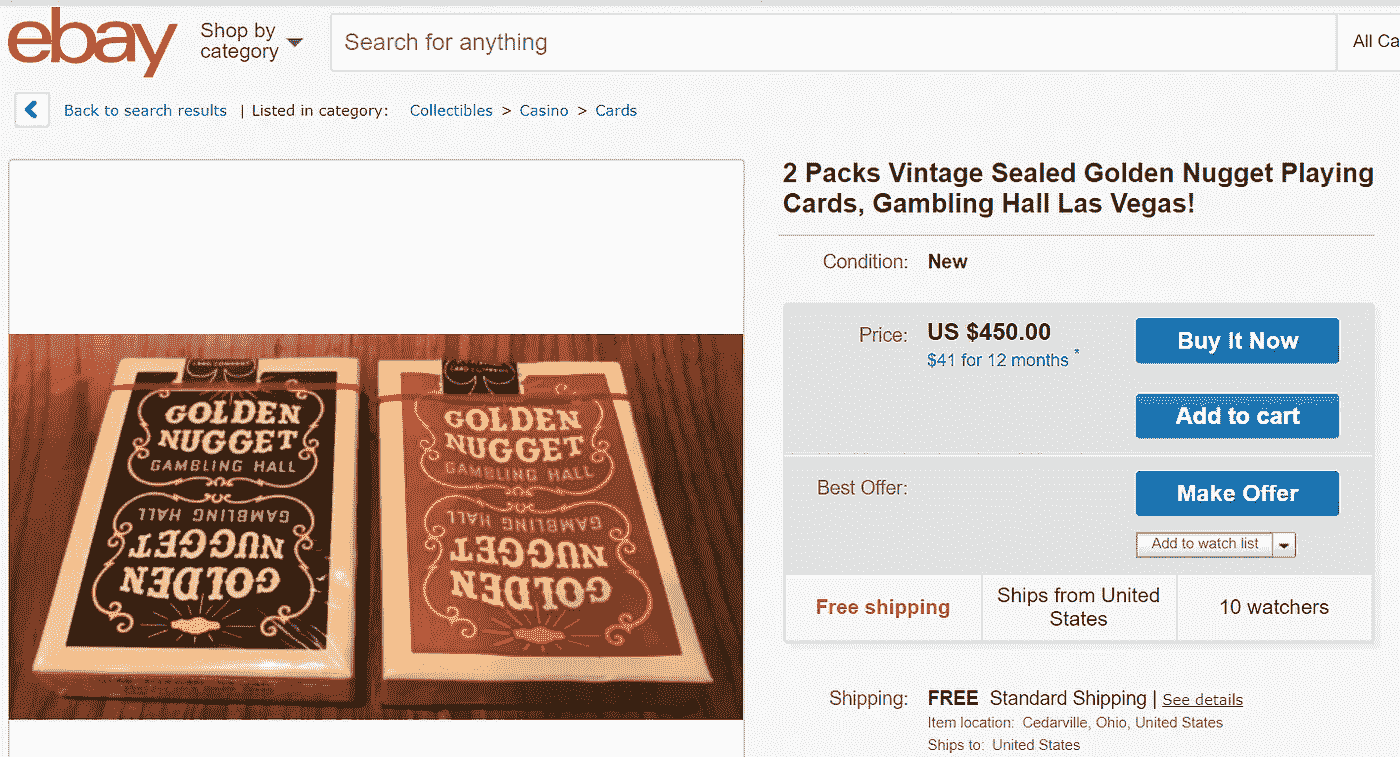 ebay
Shop by
category
Search for anything
All Ca
Back to search results | Listed in category: Collectibles > Casino > Cards
2 Packs Vintage Sealed Golden Nugget Playing
Cards, Gambling Hall Las Vegas!
Condition: New
Price: US $450.00
$41 for 12 months *
Buy It Now
Add to cart
Best Offer:
Make Offer
Add to watch list
Free shipping
Ships from United
States
10 watchers
Shipping: FREE Standard Shipping | See details
Item location: Cedarville, Ohio, United States
Ships to: United States
GOLDEN
NUGGET
GAMBLING HALL
GAMBLING HALL
NUGGET
GOLDEN
GOLDEN
NUGGET
GAMBLING HALL
GAMBLING HALL
NUGGET
GOLDEN